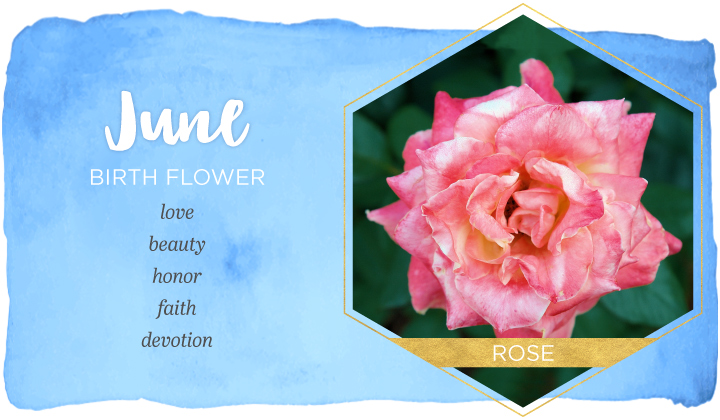 June
BIRTH FLOWER
love
beauty
honor
faith
devotion
ROSE